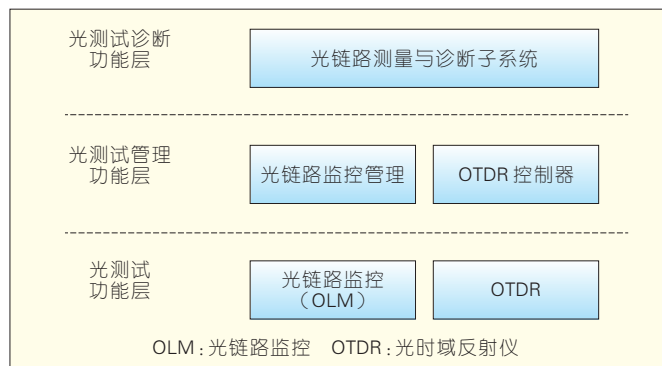 光测试诊断
功能层
光链路测量与诊断子系统
光测试管理
功能层
光链路监控管理
OTDR 控制器
光测试
功能层
光链路监控
（OLM）
OTDR
OLM：光链路监控 OTDR：光时域反射仪